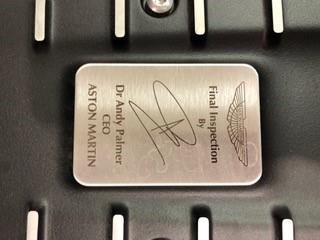 Final Inspection
By
Dr Andy Palmer
CEO
ASTON MARTIN